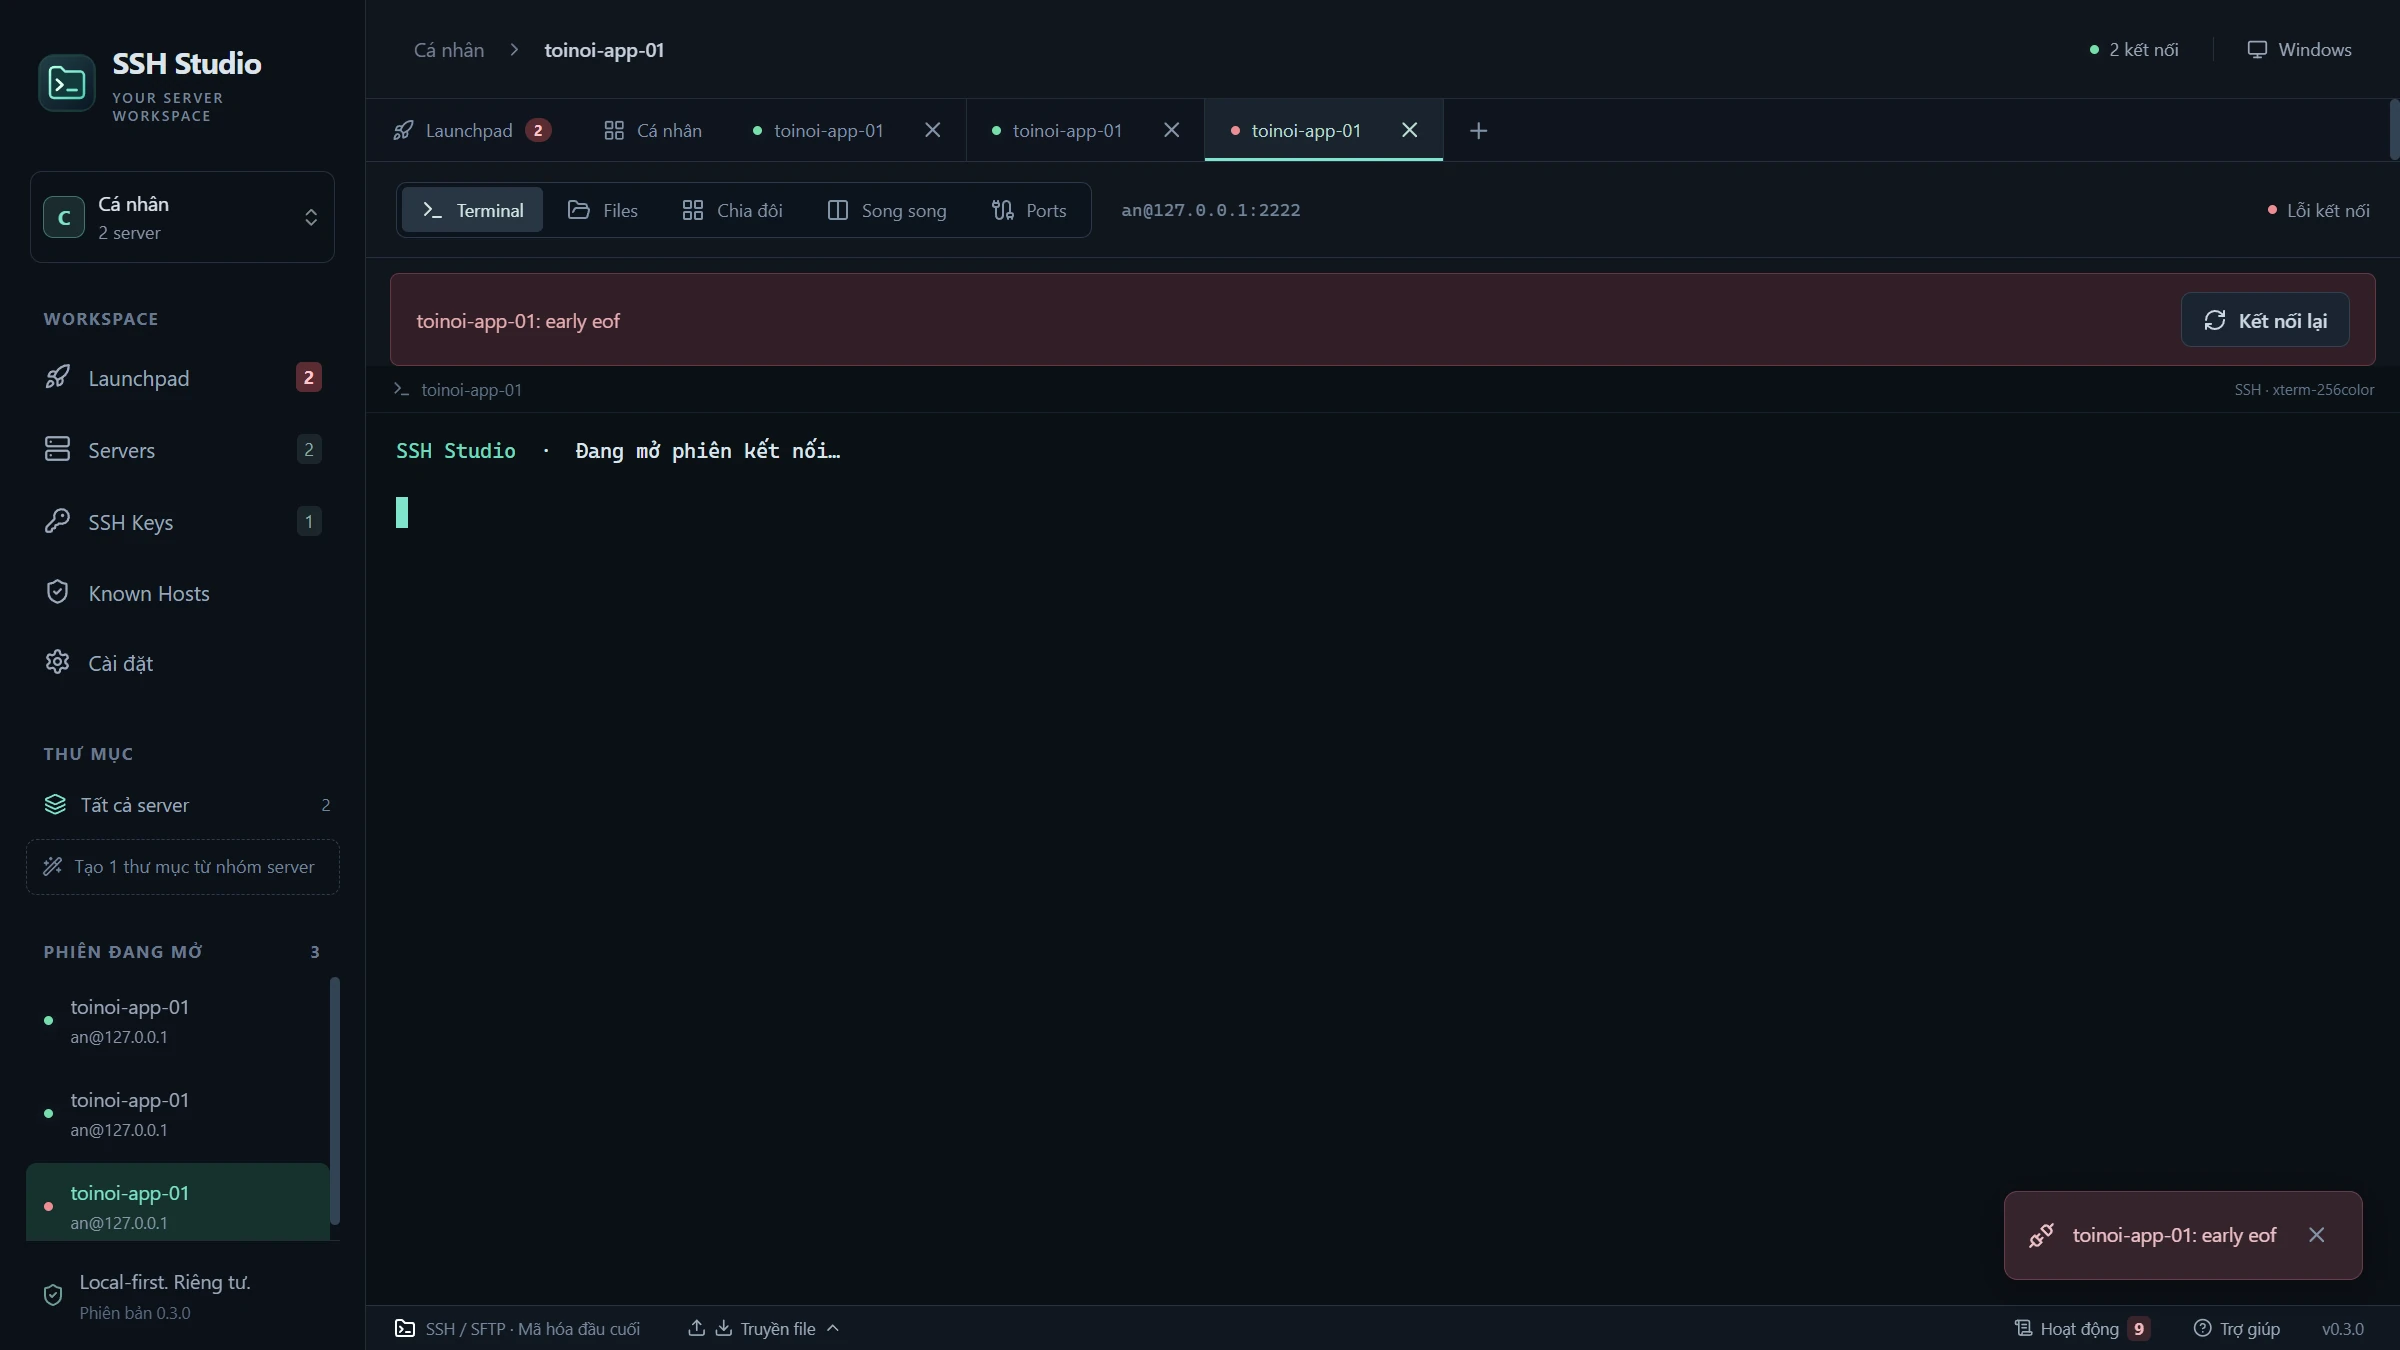 SSH Studio
YOUR SERVER
WORKSPACE
C
Cá nhân
2 server
WORKSPACE
Launchpad 2
Servers 2
SSH Keys 1
Known Hosts
Cài đặt
THƯ MỤC
Tất cả server 2
Tạo 1 thư mục từ nhóm server
PHIÊN ĐANG MỞ 3
toinoi-app-01
an@127.0.0.1
toinoi-app-01
an@127.0.0.1
toinoi-app-01
an@127.0.0.1
Local-first. Riêng tư.
Phiên bản 0.3.0
Cá nhân > toinoi-app-01
2 kết nối
Windows
Launchpad 2
Cá nhân
toinoi-app-01
toinoi-app-01
toinoi-app-01
Terminal
Files
Chia đôi
Song song
Ports
an@127.0.0.1:2222
Lỗi kết nối
toinoi-app-01: early eof
Kết nối lại
toinoi-app-01
SSH · xterm-256color
SSH Studio · Đang mở phiên kết nối…
toinoi-app-01: early eof
SSH / SFTP · Mã hóa đầu cuối
Truyền file
Hoạt động 9
Trợ giúp
v0.3.0